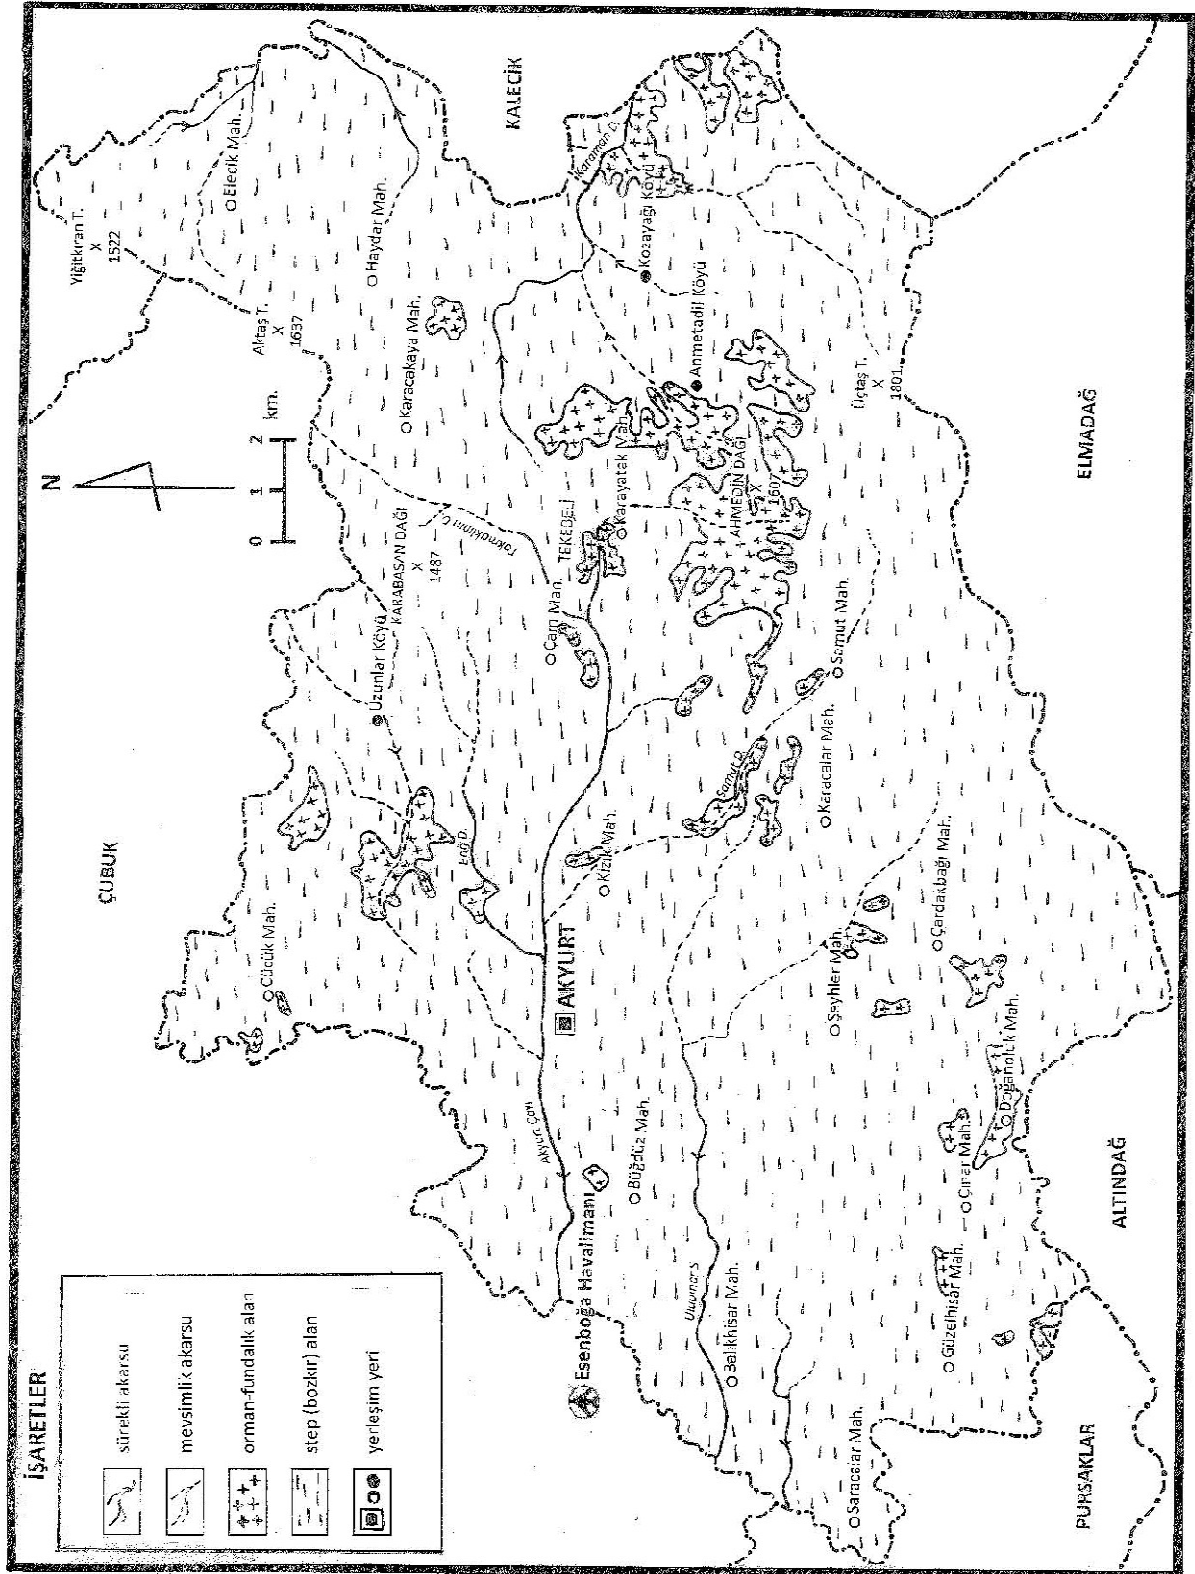 N
0 1 2 km.
ÇUBUK
KALECİK
ELMADAĞ
ALTINDAĞ
PURSAKLAR
Yiğitkıran T.
X
1522
Elecik Mah.
Aktaş T.
X
1637
Haydar Mah.
Karacakaya Mah.
KARABASAN DAĞI
X
1487
Uzunlar Köyü
Cücük Mah.
Çam Mah.
TEKEBELİ
Karayatak Mah.
Karaman D.
Kozayağı Köyü
Ahmetadil Köyü
AHMEDİN DAĞI
X
1607
Üçtaş T.
X
1801
Samut Mah.
Samut D.
Karacalar Mah.
Kızık Mah.
AKYURT
Akyurt Çayı
Esenboğa Havalimanı
Büğdüz Mah.
Balıkhisar Mah.
Şeyhler Mah.
Çardakbağı Mah.
Doğanoluk Mah.
Çınar Mah.
Güzelhisar Mah.
Saracalar Mah.
İŞARETLER
sürekli akarsu
mevsimlik akarsu
orman-fundalık alan
step (bozkır) alan
yerleşim yeri